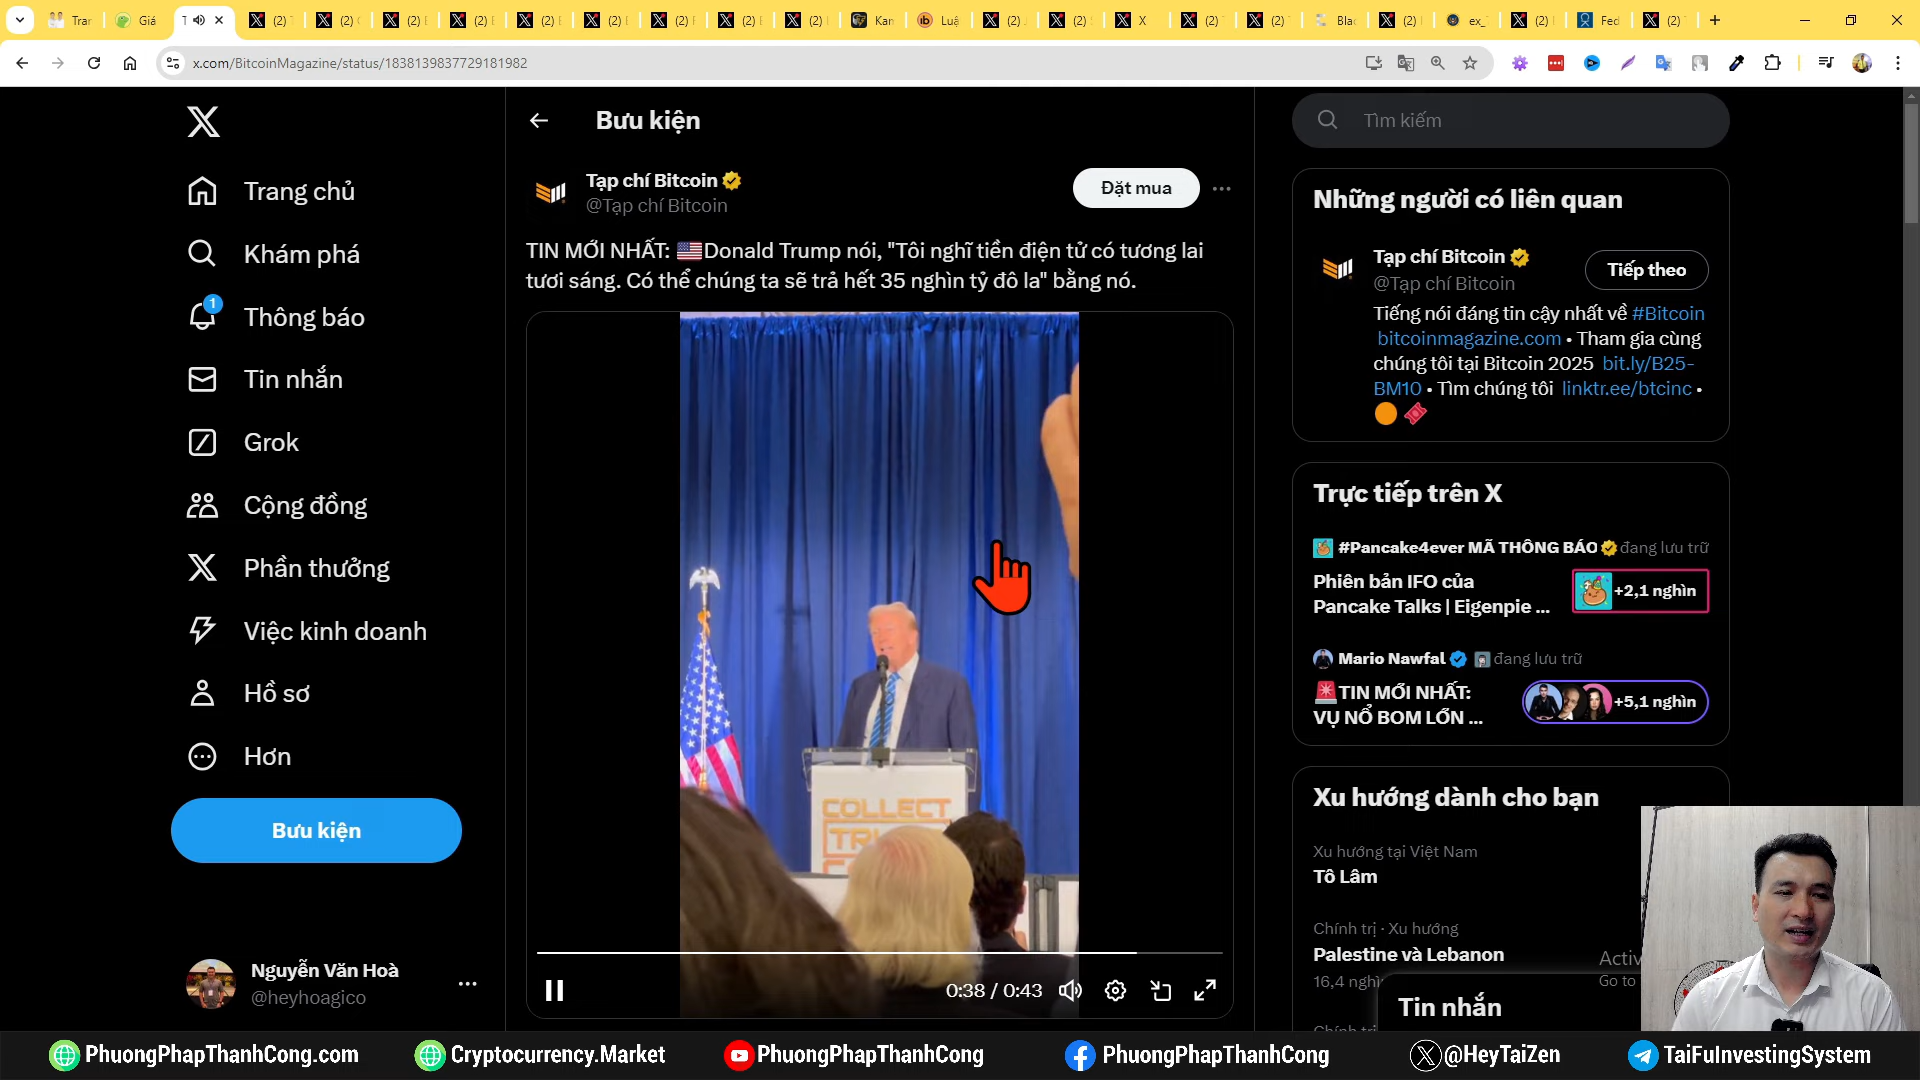 Trar
Giá
x.com/BitcoinMagazine/status/1838139837729181982
Trang chủ
Khám phá
1
Thông báo
Tin nhắn
Grok
Cộng đồng
Phần thưởng
Việc kinh doanh
Hồ sơ
Hơn
Bưu kiện
Nguyễn Văn Hoà
@heyhoagico
Bưu kiện
Tạp chí Bitcoin
@Tạp chí Bitcoin
Đặt mua
TIN MỚI NHẤT: 🇺🇸Donald Trump nói, "Tôi nghĩ tiền điện tử có tương lai
tươi sáng. Có thể chúng ta sẽ trả hết 35 nghìn tỷ đô la" bằng nó.
COLLECT
0:38 / 0:43
Tìm kiếm
Những người có liên quan
Tạp chí Bitcoin
@Tạp chí Bitcoin
Tiếp theo
Tiếng nói đáng tin cậy nhất về #Bitcoin
bitcoinmagazine.com • Tham gia cùng
chúng tôi tại Bitcoin 2025 bit.ly/B25-
BM10 • Tìm chúng tôi linktr.ee/btcinc •
Trực tiếp trên X
#Pancake4ever MÃ THÔNG BÁO đang lưu trữ
Phiên bản IFO của
Pancake Talks | Eigenpie ...
+2,1 nghìn
Mario Nawfal đang lưu trữ
🚨TIN MỚI NHẤT:
VỤ NỔ BOM LỚN ...
+5,1 nghìn
Xu hướng dành cho bạn
Xu hướng tại Việt Nam
Tô Lâm
Chính trị · Xu hướng
Palestine và Lebanon
16,4 nghì
Activ
Go to
Tin nhắn
PhuongPhapThanhCong.com
Cryptocurrency.Market
PhuongPhapThanhCong
PhuongPhapThanhCong
@HeyTaiZen
TaiFuInvestingSystem